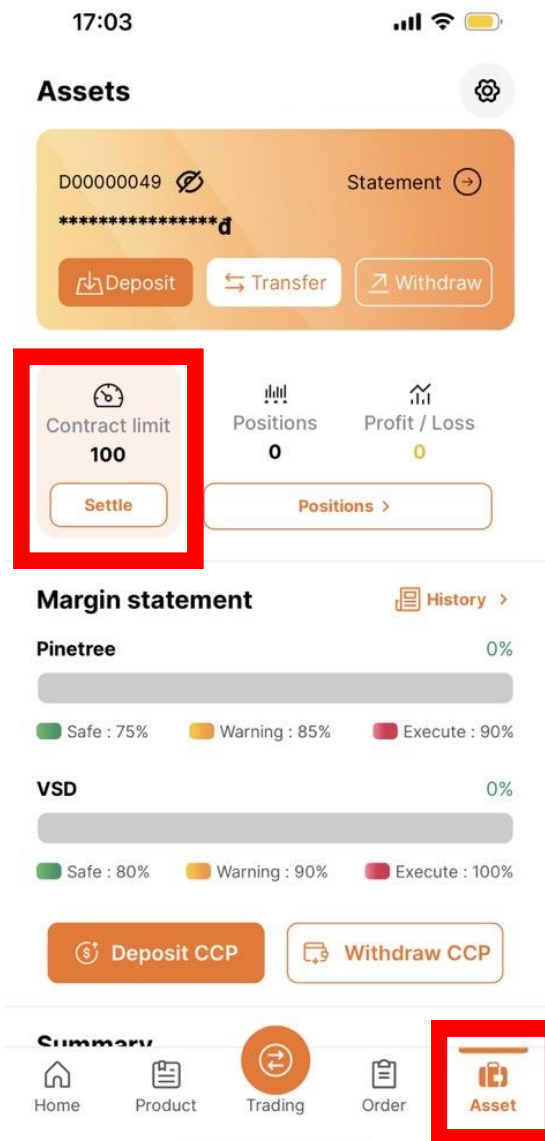 17:03
Assets
D00000049 Statement
****************đ
Deposit Transfer Withdraw
Contract limit Positions Profit / Loss
100 0 0
Settle Positions >
Margin statement History >
Pinetree 0%
Safe : 75% Warning : 85% Execute : 90%
VSD 0%
Safe : 80% Warning : 90% Execute : 100%
Deposit CCP Withdraw CCP
Summary
Home Product Trading Order Asset